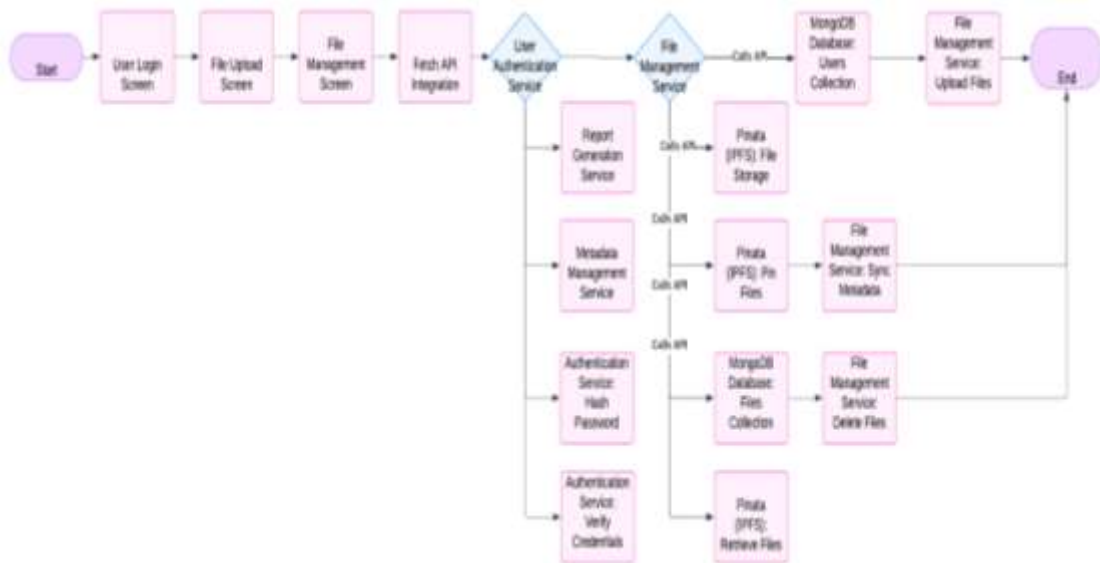 Start
User Login
Screen
File Upload
Screen
File
Management
Screen
Fetch API
Integration
User
Authentication
Service
File
Management
Service
Calls API
MongoDB
Database:
Users
Collection
File
Management
Service:
Upload Files
End
Report
Generation
Service
Calls API
Pinata
(IPFS): File
Storage
Calls API
Metadata
Management
Service
Pinata
(IPFS): Pin
Files
File
Management
Service: Sync
Metadata
Calls API
Calls API
Authentication
Service:
Hash
Password
MongoDB
Database:
Files
Collection
File
Management
Service:
Delete Files
Authentication
Service:
Verify
Credentials
Pinata
(IPFS):
Retrieve Files